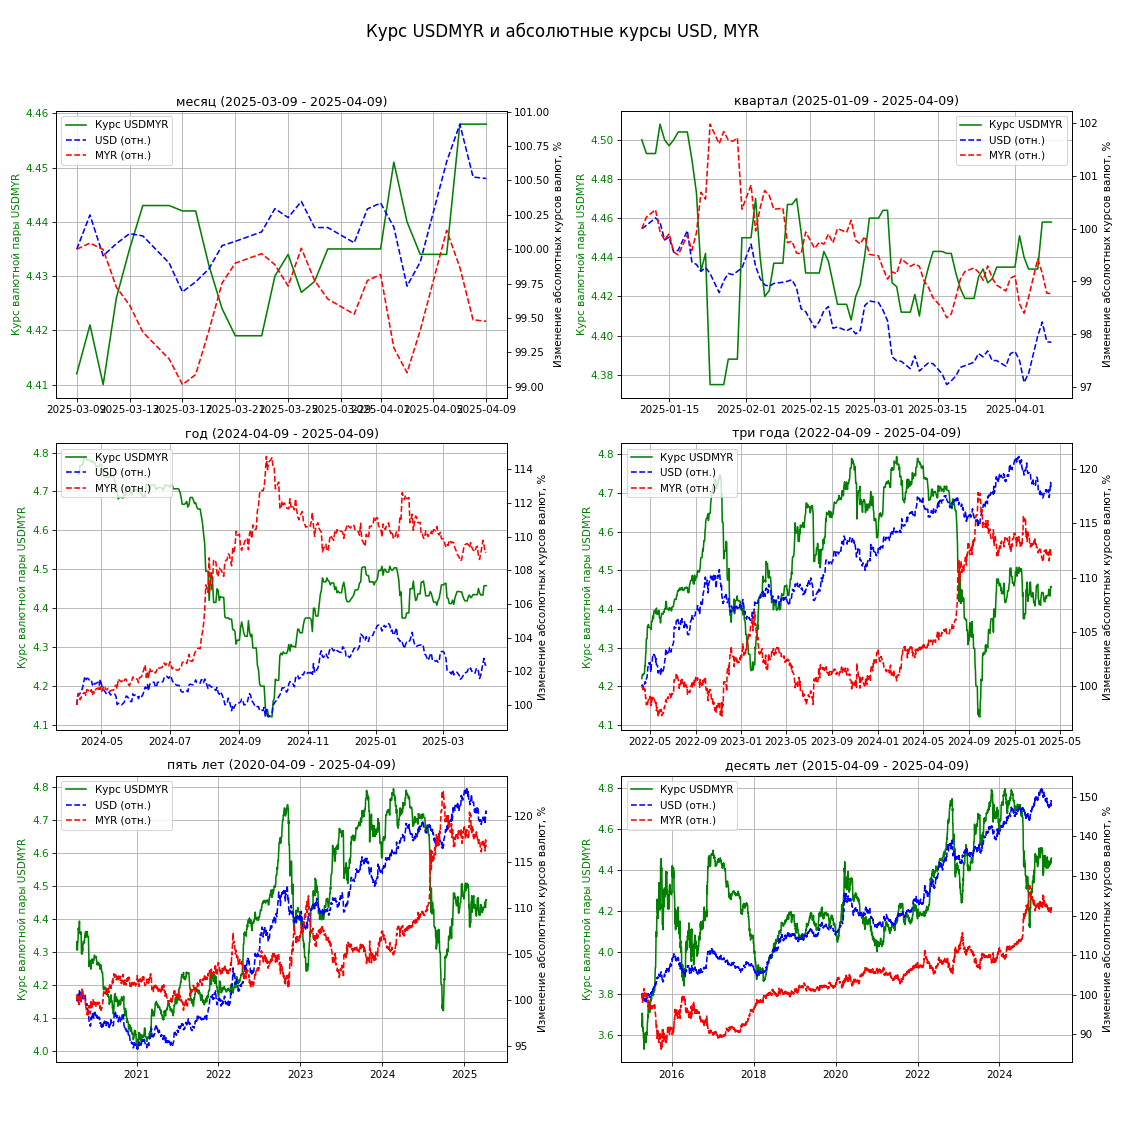 Курс USDMYR и абсолютные курсы USD, MYR
месяц (2025-03-09 - 2025-04-09)
Курс валютной пары USDMYR
4.46
4.45
4.44
4.43
4.42
4.41
Курс USDMYR
USD (отн.)
MYR (отн.)
101.00
100.75
100.50
100.25
100.00
99.75
99.50
99.25
99.00
Изменение абсолютных курсов валют, %
2025-03-09 2025-03-13 2025-03-17 2025-03-21 2025-03-25 2025-03-29 2025-04-01 2025-04-05 2025-04-09
квартал (2025-01-09 - 2025-04-09)
Курс валютной пары USDMYR
4.50
4.48
4.46
4.44
4.42
4.40
4.38
Курс USDMYR
USD (отн.)
MYR (отн.)
102
101
100
99
98
97
Изменение абсолютных курсов валют, %
2025-01-15 2025-02-01 2025-02-15 2025-03-01 2025-03-15 2025-04-01
год (2024-04-09 - 2025-04-09)
Курс валютной пары USDMYR
4.8
4.7
4.6
4.5
4.4
4.3
4.2
4.1
Курс USDMYR
USD (отн.)
MYR (отн.)
114
112
110
108
106
104
102
100
Изменение абсолютных курсов валют, %
2024-05 2024-07 2024-09 2024-11 2025-01 2025-03
три года (2022-04-09 - 2025-04-09)
Курс валютной пары USDMYR
4.8
4.7
4.6
4.5
4.4
4.3
4.2
4.1
Курс USDMYR
USD (отн.)
MYR (отн.)
120
115
110
105
100
Изменение абсолютных курсов валют, %
2022-05 2022-09 2023-01 2023-05 2023-09 2024-01 2024-05 2024-09 2025-01 2025-05
пять лет (2020-04-09 - 2025-04-09)
Курс валютной пары USDMYR
4.8
4.7
4.6
4.5
4.4
4.3
4.2
4.1
4.0
Курс USDMYR
USD (отн.)
MYR (отн.)
120
115
110
105
100
95
Изменение абсолютных курсов валют, %
2021 2022 2023 2024 2025
десять лет (2015-04-09 - 2025-04-09)
Курс валютной пары USDMYR
4.8
4.6
4.4
4.2
4.0
3.8
3.6
Курс USDMYR
USD (отн.)
MYR (отн.)
150
140
130
120
110
100
90
Изменение абсолютных курсов валют, %
2016 2018 2020 2022 2024